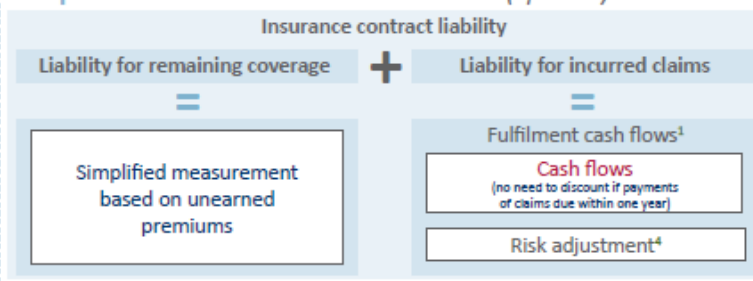 Insurance contract liability
Liability for remaining coverage + Liability for incurred claims
= =
Fulfilment cash flows¹
Simplified measurement
based on unearned
premiums
Cash flows
(no need to discount if payments
of claims due within one year)
Risk adjustment⁴